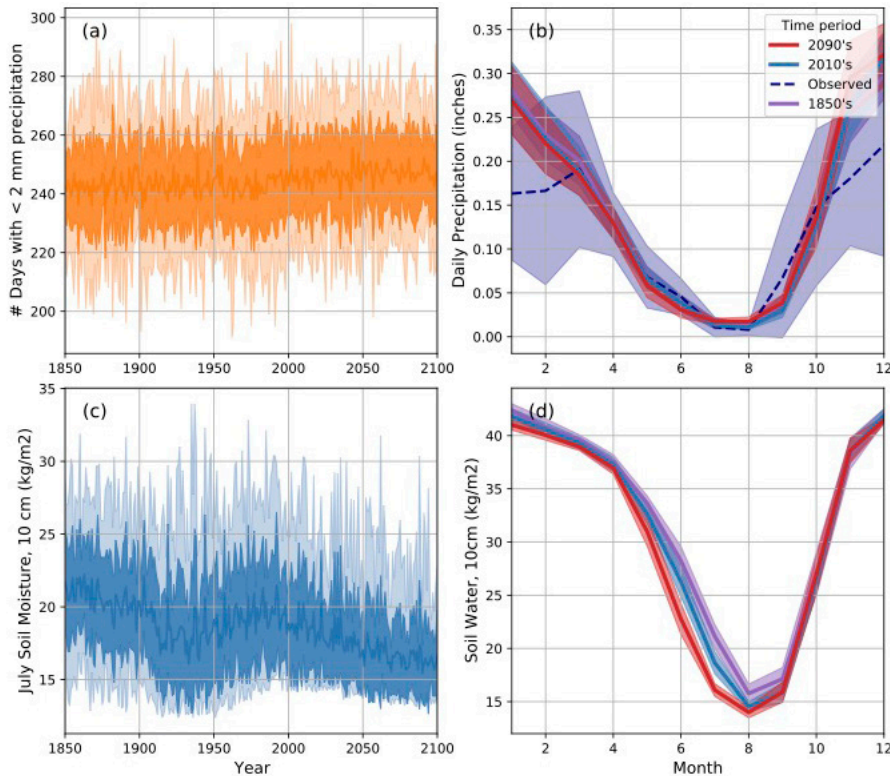 (a)
# Days with < 2 mm precipitation
300
280
260
240
220
200
1850 1900 1950 2000 2050 2100
(b)
Daily Precipitation (inches)
0.35
0.30
0.25
0.20
0.15
0.10
0.05
0.00
2 4 6 8 10 12
Time period
2090's
2010's
Observed
1850's
(c)
July Soil Moisture, 10 cm (kg/m2)
35
30
25
20
15
1850 1900 1950 2000 2050 2100
Year
(d)
Soil Water, 10cm (kg/m2)
40
35
30
25
20
15
2 4 6 8 10 12
Month